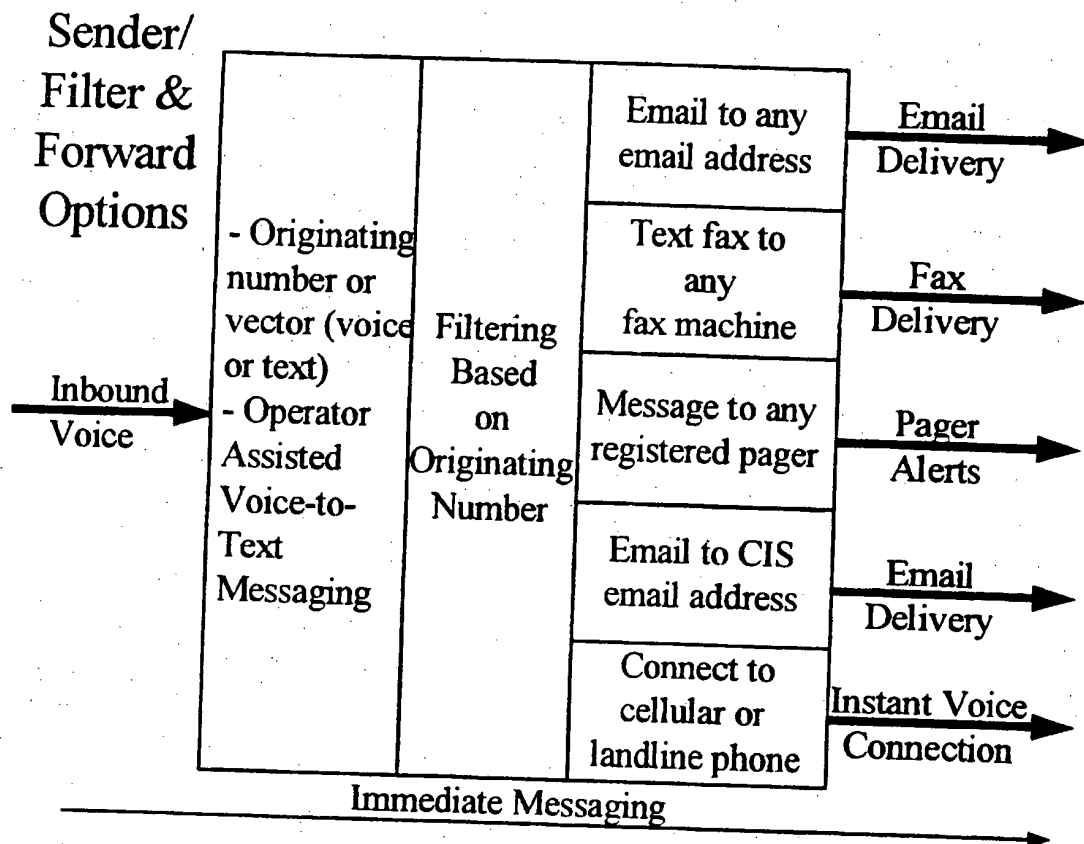 Sender/
Filter &
Forward
Options
Inbound
Voice
- Originating
number or
vector (voice
or text)
- Operator
Assisted
Voice-to-
Text
Messaging
Filtering
Based
on
Originating
Number
Email to any
email address
Text fax to
any
fax machine
Message to any
registered pager
Email to CIS
email address
Connect to
cellular or
landline phone
Email
Delivery
Fax
Delivery
Pager
Alerts
Email
Delivery
Instant Voice
Connection
Immediate Messaging